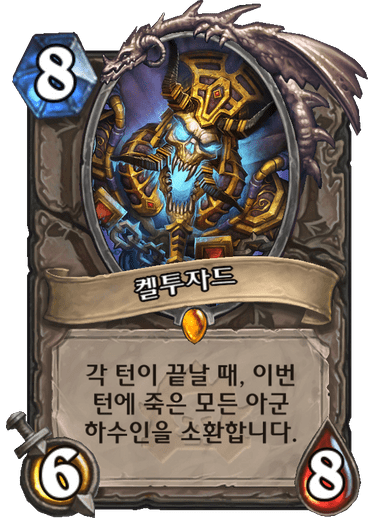 8
켈투자드
각 턴이 끝날 때, 이번
턴에 죽은 모든 아군
하수인을 소환합니다.
6
8